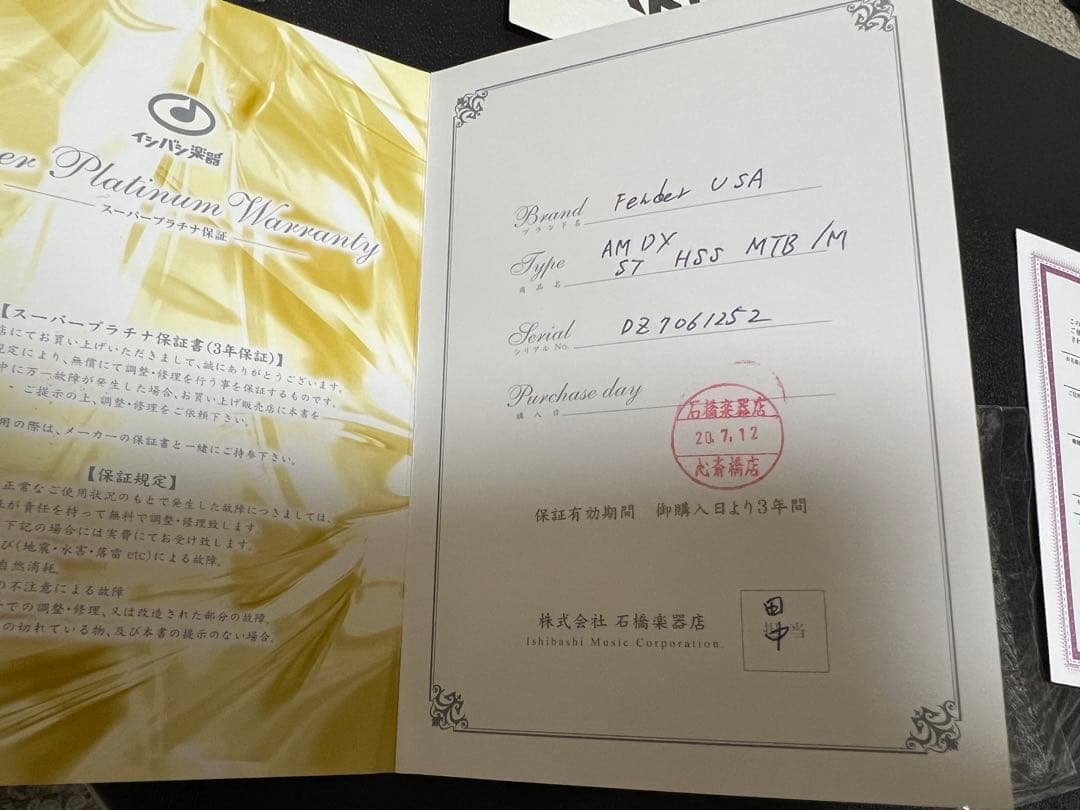 イシバシ楽器
er Platinum Warranty
スーパープラチナ保証
【スーパープラチナ保証書(3年保証)】
店にてお買い上げいただきまして、誠にありがとうございます。
規定により、無償にて調整・修理を行う事を保証するものです。
中に万一故障が発生した場合、お買い上げ販売店に本書を
ご提示の上、調整・修理をご依頼下さい。
用の際は、メーカーの保証書と一緒にご持参下さい。
【保証規定】
正常なご使用状況のもとで発生した故障につきましては、
が責任を持って無料で調整・修理致します。
下記の場合には実費にてお受け致します。
び(地震・水害・落雷 etc)による故障。
自然消耗
の不注意による故障
での調整・修理、又は改造された部分の故障。
の切れている物、及び本書の提示のない場合。
Brand Fender USA
ブランド名
Type AM DX
ST HSS MTB/M
商品名
Serial DZ7061252
シリアルNo.
Purchase day
購入日
石橋楽器店
20.7.12
心斎橋店
保証有効期間 御購入日より3年間
株式会社 石橋楽器店
Ishibashi Music Corporation.
担当
田中